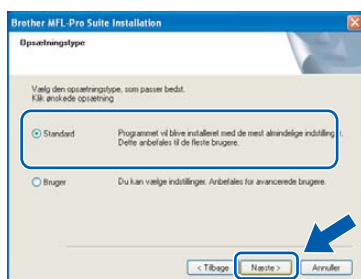 Brother MFL-Pro Suite Installation
Opsætningstype
Vælg den opsætningstype, som passer bedst.
Klik ønskede opsætning
Standard
Programmet vil blive installeret med de mest almindelige indstillinger.
Dette anbefales til de fleste brugere.
Bruger
Du kan vælge indstillinger. Anbefales for avancerede brugere.
< Tilbage Næste > Annuller